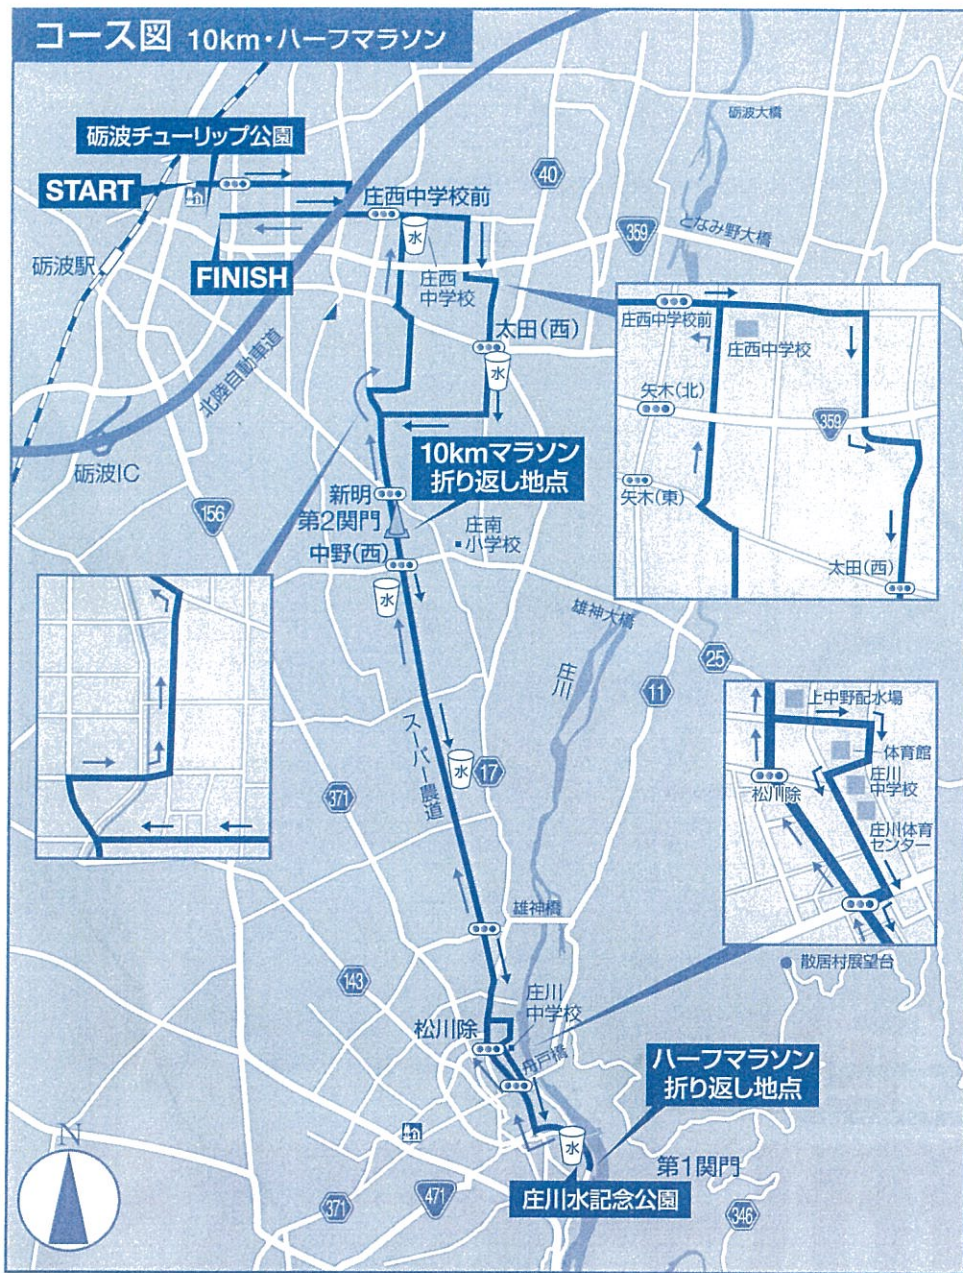 コース図 10km・ハーフマラソン
砺波大橋
砺波チューリップ公園
40
START
庄西中学校前
359
となみ野大橋
水
砺波駅
FINISH
庄西
中学校
庄西中学校前
庄西中学校
太田(西)
北陸自動車道
水
矢木(北)
359
10kmマラソン
折り返し地点
砺波IC
新明
矢木(東)
156
第2関門
庄南
小学校
中野(西)
太田(西)
水
雄神大橋
25
庄川
11
上中野配水場
スーパー農道
水
17
体育館
371
松川除
庄川
中学校
庄川体育
センター
雄神橋
散居村展望台
143
庄川
中学校
松川除
舟戸橋
ハーフマラソン
折り返し地点
N
水
第1関門
庄川水記念公園
371
471
346